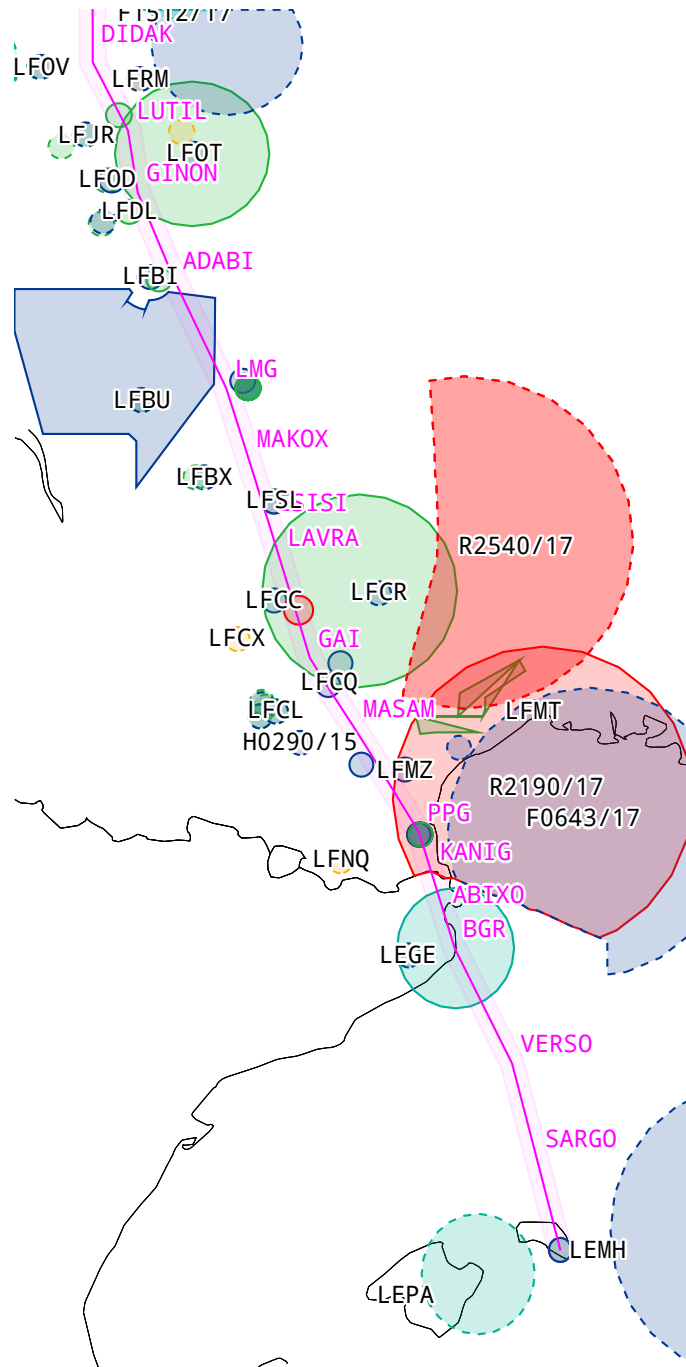 F1512/17
DIDAK
LFOV
LFRM
LUTIL
LFJR
LFOT
GINON
LFOD
LFDL
ADABI
LFBI
LMG
LFBU
MAKOX
LFBX
LFSL
LAVRA
R2540/17
LFCR
LFCC
LFCX
GAI
LFCQ
MASAM
LFCL
LFMT
H0290/15
LFMZ
R2190/17
PPG
F0643/17
KANIG
LFNQ
ABIXO
BGR
LEGE
VERSO
SARGO
LEMH
LEPA